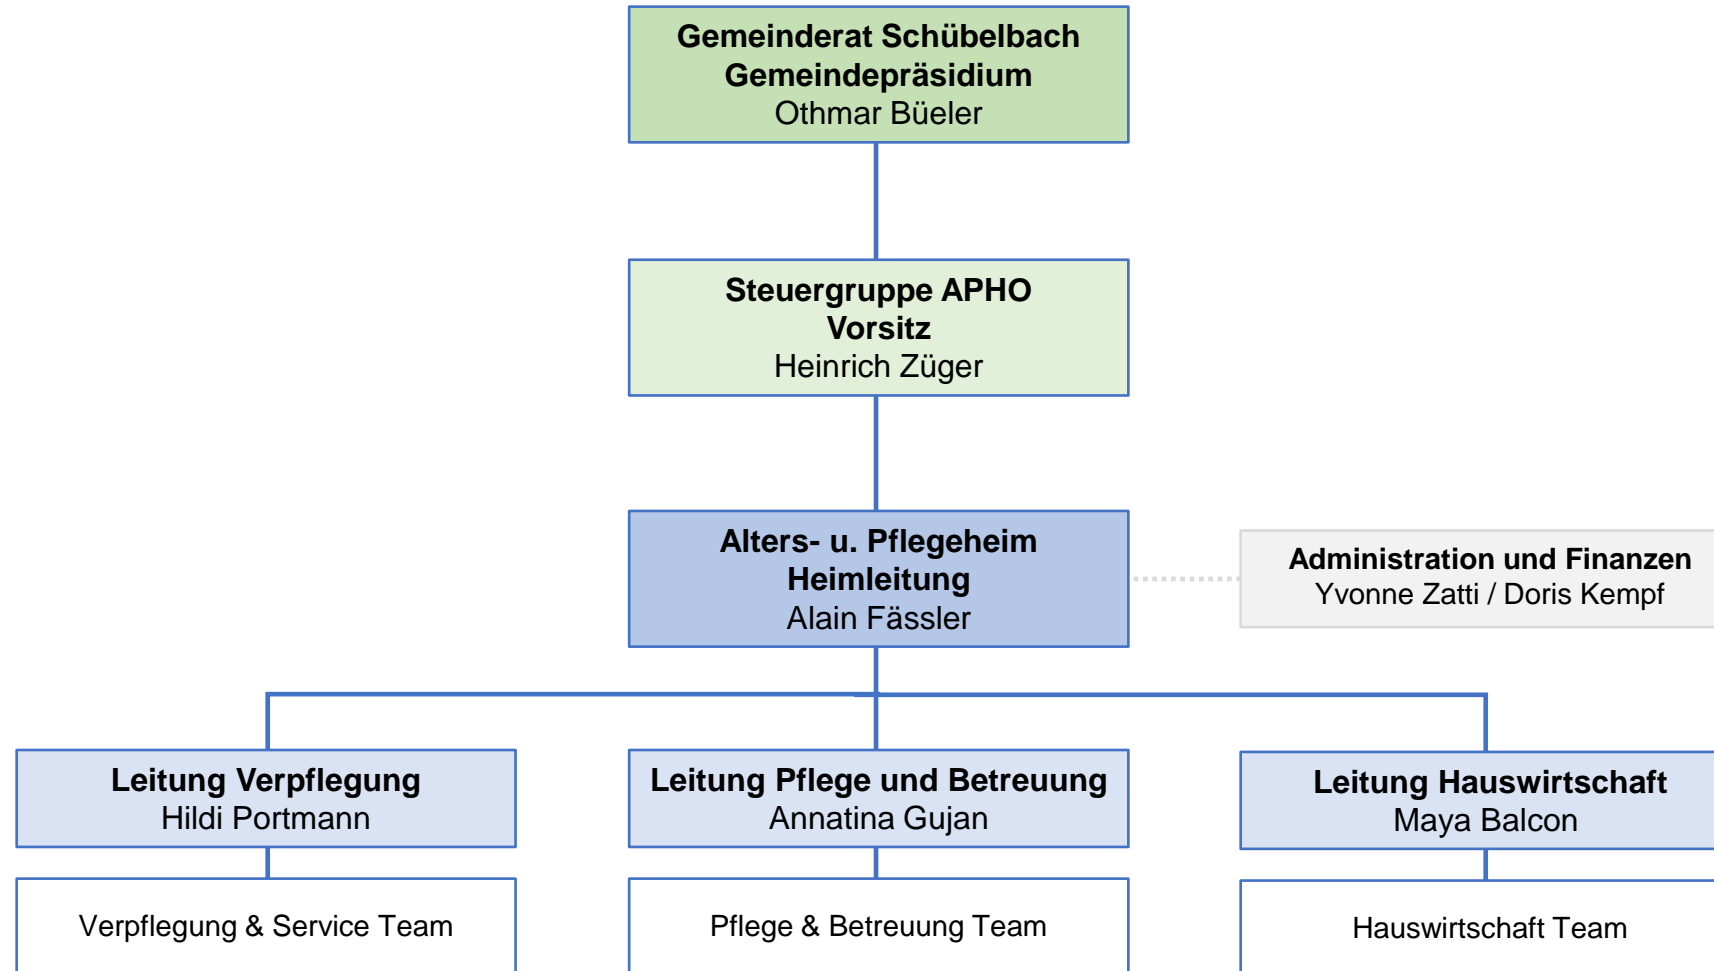 Gemeinderat Schübelbach
Gemeindepräsidium
Othmar Büeler
Steuergruppe APHO
Vorsitz
Heinrich Züger
Alters- u. Pflegeheim
Heimleitung
Alain Fässler
Administration und Finanzen
Yvonne Zatti / Doris Kempf
Leitung Verpflegung
Hildi Portmann
Leitung Pflege und Betreuung
Annatina Gujan
Leitung Hauswirtschaft
Maya Balcon
Verpflegung & Service Team
Pflege & Betreuung Team
Hauswirtschaft Team